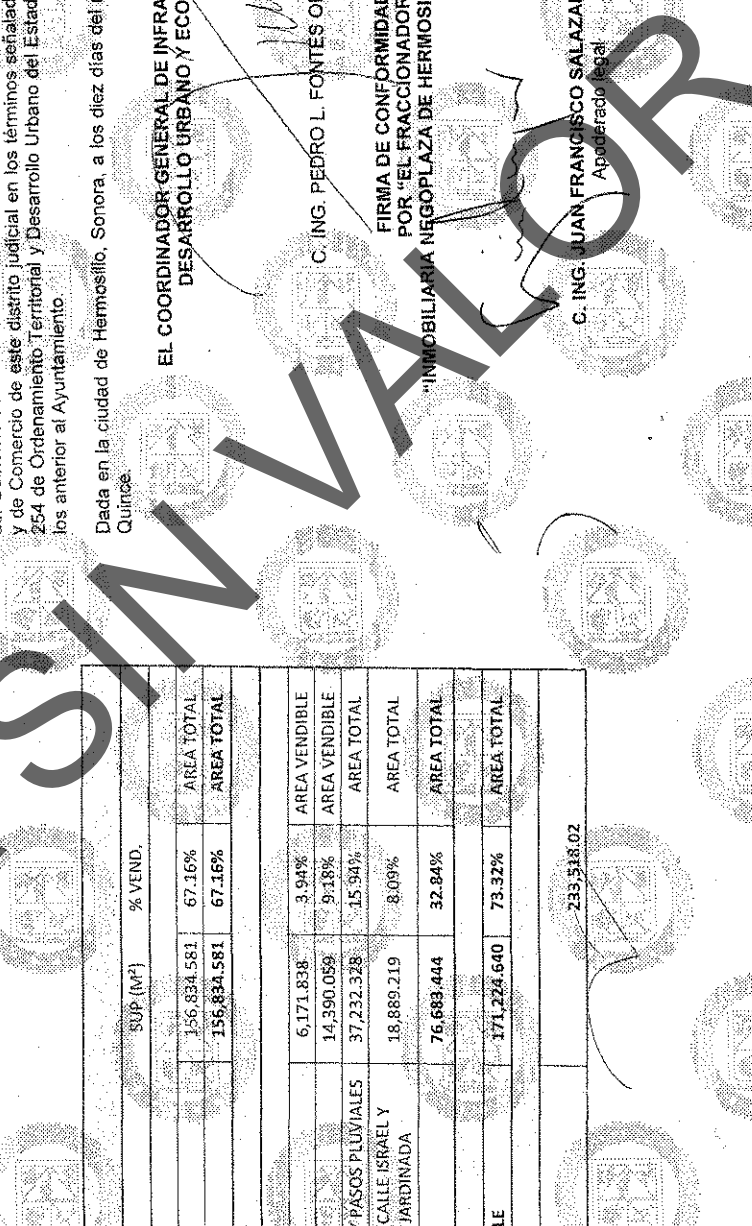 y de Comercio de este distrito judicial en los términos señalad
254 de Ordenamiento Territorial y Desarrollo Urbano del Estad
los anterior al Ayuntamiento.
Dada en la ciudad de Hermosillo, Sonora, a los diez días del
Quince.
EL COORDINADOR GENERAL DE INFRA
DESARROLLO URBANO Y ECO
C. ING. PEDRO L. FONTES O
FIRMA DE CONFORMIDAD
POR "EL FRACCIONADOR
"INMOBILIARIA NEGOPLAZA DE HERMOSI
C. ING. JUAN FRANCISCO SALAZA
Apoderado legal
SUP (M²) % VEND.
156,834.581 67.16% AREA TOTAL
156,834.581 67.16% AREA TOTAL
6,171.838 3.94% AREA VENDIBLE
14,390.059 9.18% AREA VENDIBLE
PASOS PLUVIALES 37,232.328 15.94% AREA TOTAL
CALLE ISRAEL Y
JARDINADA 18,889.219 8.09% AREA TOTAL
76,683.444 32.84% AREA TOTAL
LE 171,224.640 73.32% AREA TOTAL
233,518.02
SIN VALOR